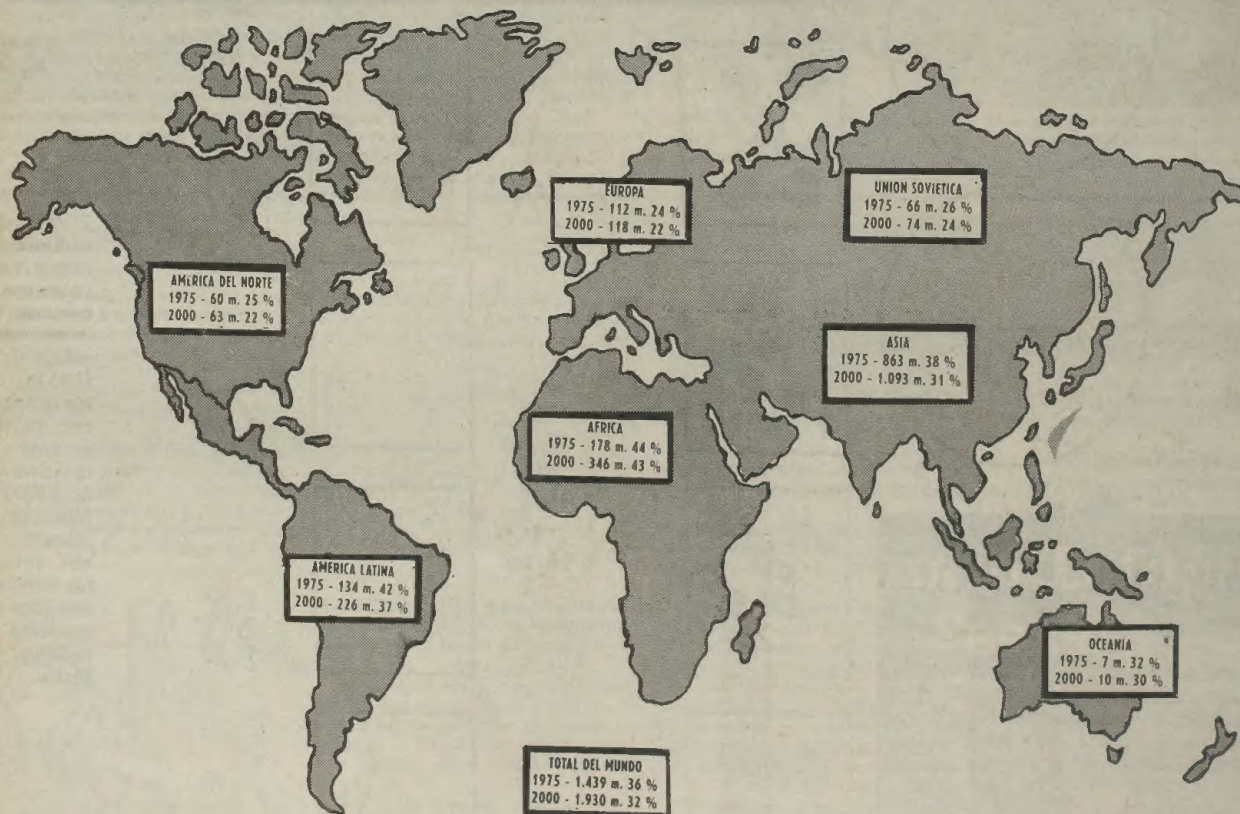 EUROPA
1975 - 112 m. 24 %
2000 - 118 m. 22 %
UNION SOVIETICA
1975 - 66 m. 26 %
2000 - 74 m. 24 %
AMERICA DEL NORTE
1975 - 60 m. 25 %
2000 - 63 m. 22 %
ASIA
1975 - 863 m. 38 %
2000 - 1.093 m. 31 %
AFRICA
1975 - 178 m. 44 %
2000 - 346 m. 43 %
AMERICA LATINA
1975 - 134 m. 42 %
2000 - 226 m. 37 %
OCEANIA
1975 - 7 m. 32 %
2000 - 10 m. 30 %
TOTAL DEL MUNDO
1975 - 1.439 m. 36 %
2000 - 1.930 m. 32 %